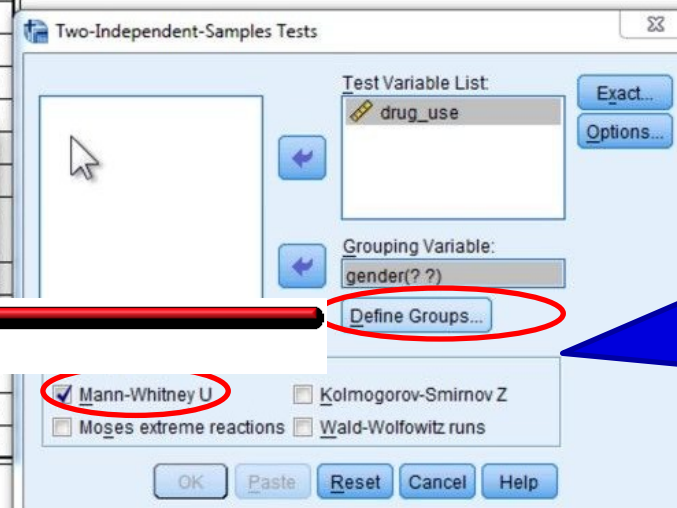 Two-Independent-Samples Tests
Test Variable List:
drug_use
Exact...
Options...
Grouping Variable:
gender(? ?)
Define Groups...
Mann-Whitney U Kolmogorov-Smirnov Z
Moses extreme reactions Wald-Wolfowitz runs
OK Paste Reset Cancel Help